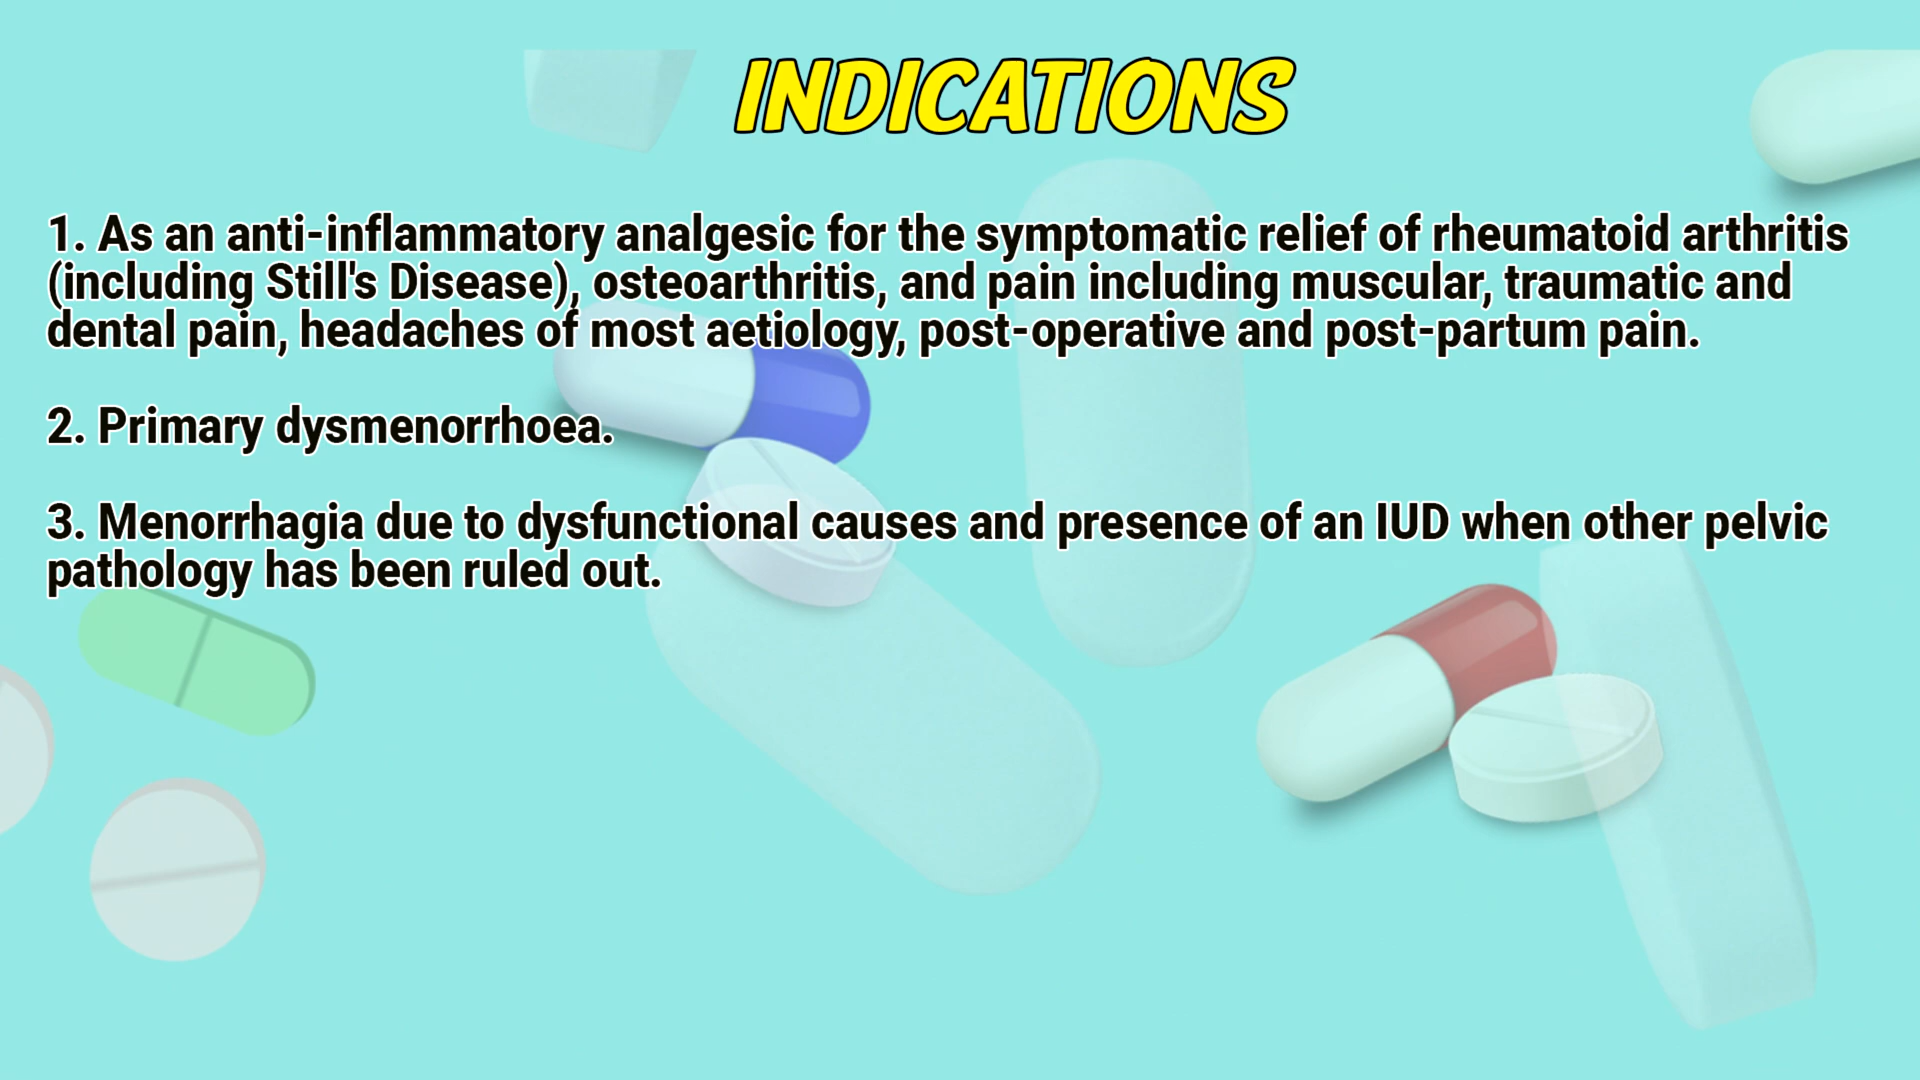 INDICATIONS
1. As an anti-inflammatory analgesic for the symptomatic relief of rheumatoid arthritis
(including Still's Disease), osteoarthritis, and pain including muscular, traumatic and
dental pain, headaches of most aetiology, post-operative and post-partum pain.
2. Primary dysmenorrhoea.
3. Menorrhagia due to dysfunctional causes and presence of an IUD when other pelvic
pathology has been ruled out.